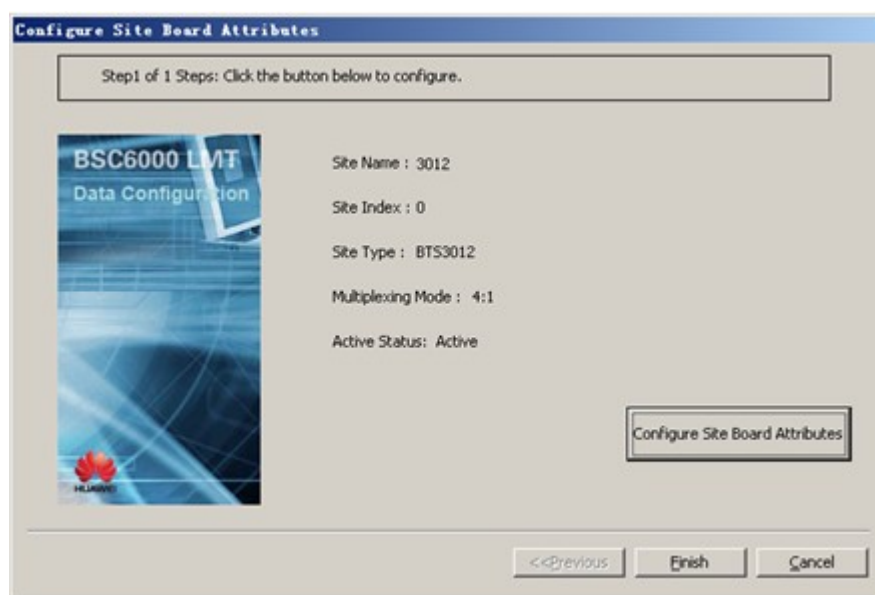 Configure Site Board Attributes
Step1 of 1 Steps: Click the button below to configure.
BSC6000 LMT
Data Configuration
Site Name : 3012
Site Index : 0
Site Type : BTS3012
Multiplexing Mode : 4:1
Active Status: Active
Configure Site Board Attributes
HUAWEI
<<Previous
Finish
Cancel